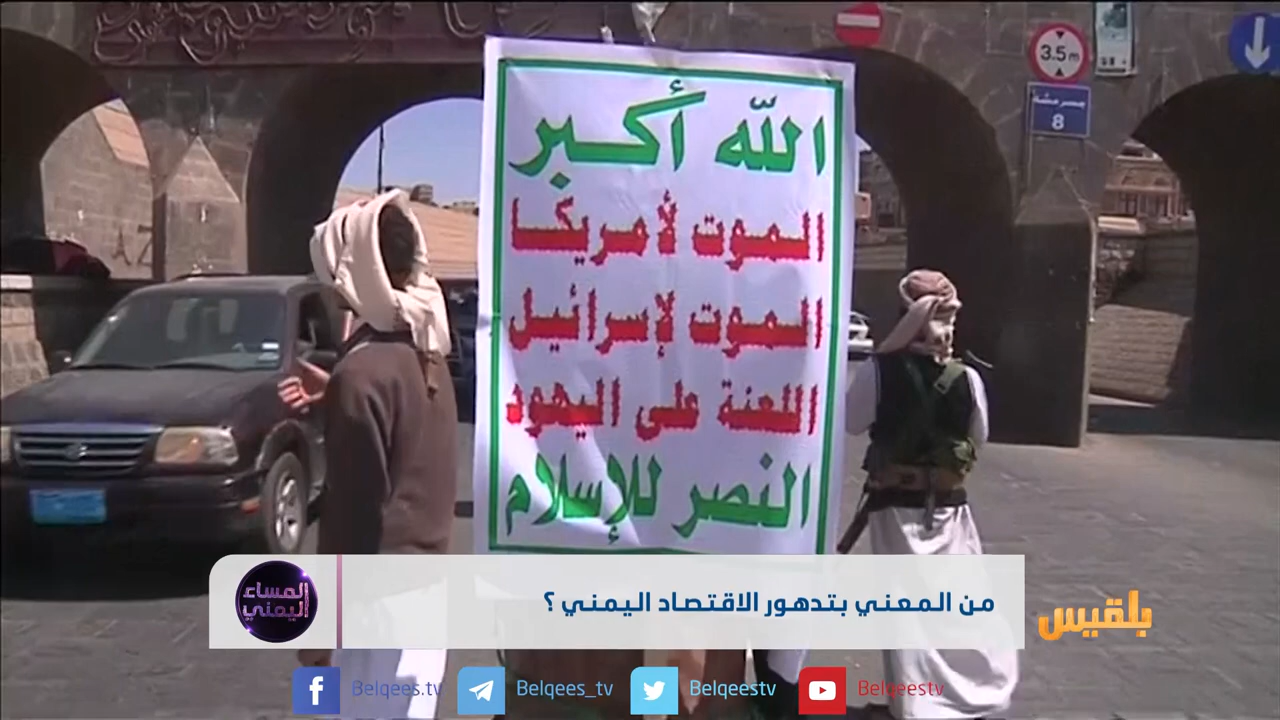 3.5m
8
الله أكبر
الموت لأمريكا
الموت لإسرائيل
اللعنة على اليهود
النصر للإسلام
المساء
اليمني
من المعني بتدهور الاقتصاد اليمني ؟
بلقيس
Belqees.tv
Belqees_tv
Belqeestv
Belqeestv